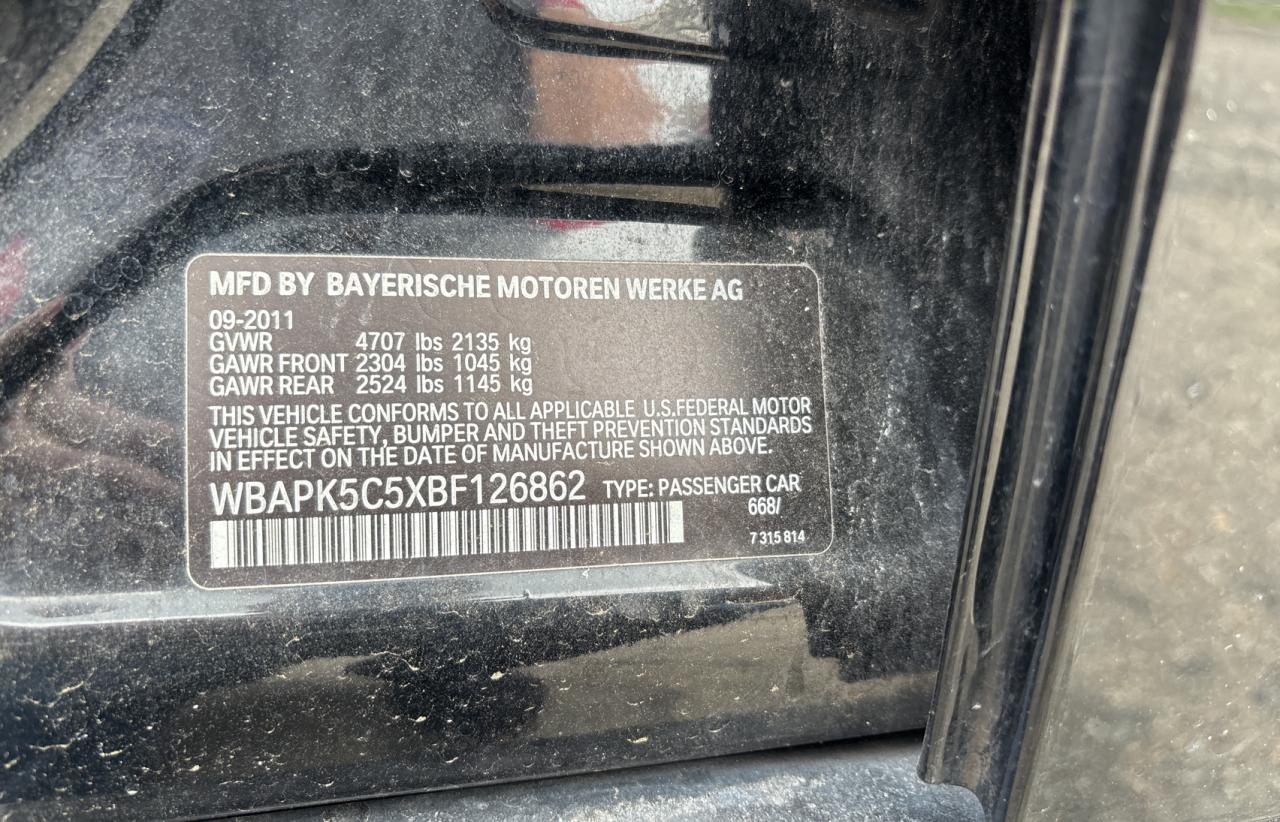 MFD BY BAYERISCHE MOTOREN WERKE AG
09-2011
GVWR 4707 lbs 2135 kg
GAWR FRONT 2304 lbs 1045 kg
GAWR REAR 2524 lbs 1145 kg
THIS VEHICLE CONFORMS TO ALL APPLICABLE U.S.FEDERAL MOTOR
VEHICLE SAFETY, BUMPER AND THEFT PREVENTION STANDARDS
IN EFFECT ON THE DATE OF MANUFACTURE SHOWN ABOVE.
WBAPK5C5XBF126862 TYPE: PASSENGER CAR
668/
7 315 814